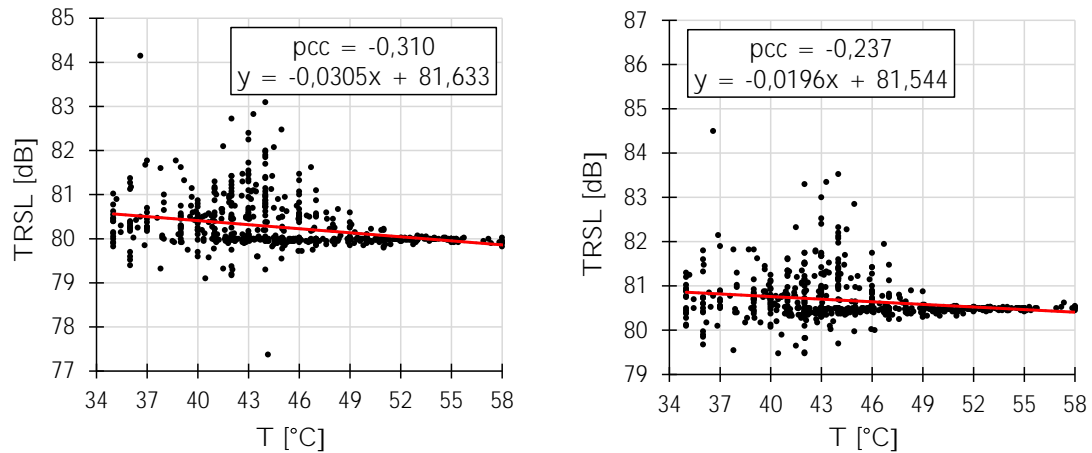 85
84
83
82
81
80
79
78
77
TRSL [dB]
pcc = -0,310
y = -0,0305x + 81,633
34 37 40 43 46 49 52 55 58
T [°C]
87
86
85
84
83
82
81
80
79
TRSL [dB]
pcc = -0,237
y = -0,0196x + 81,544
34 37 40 43 46 49 52 55 58
T [°C]